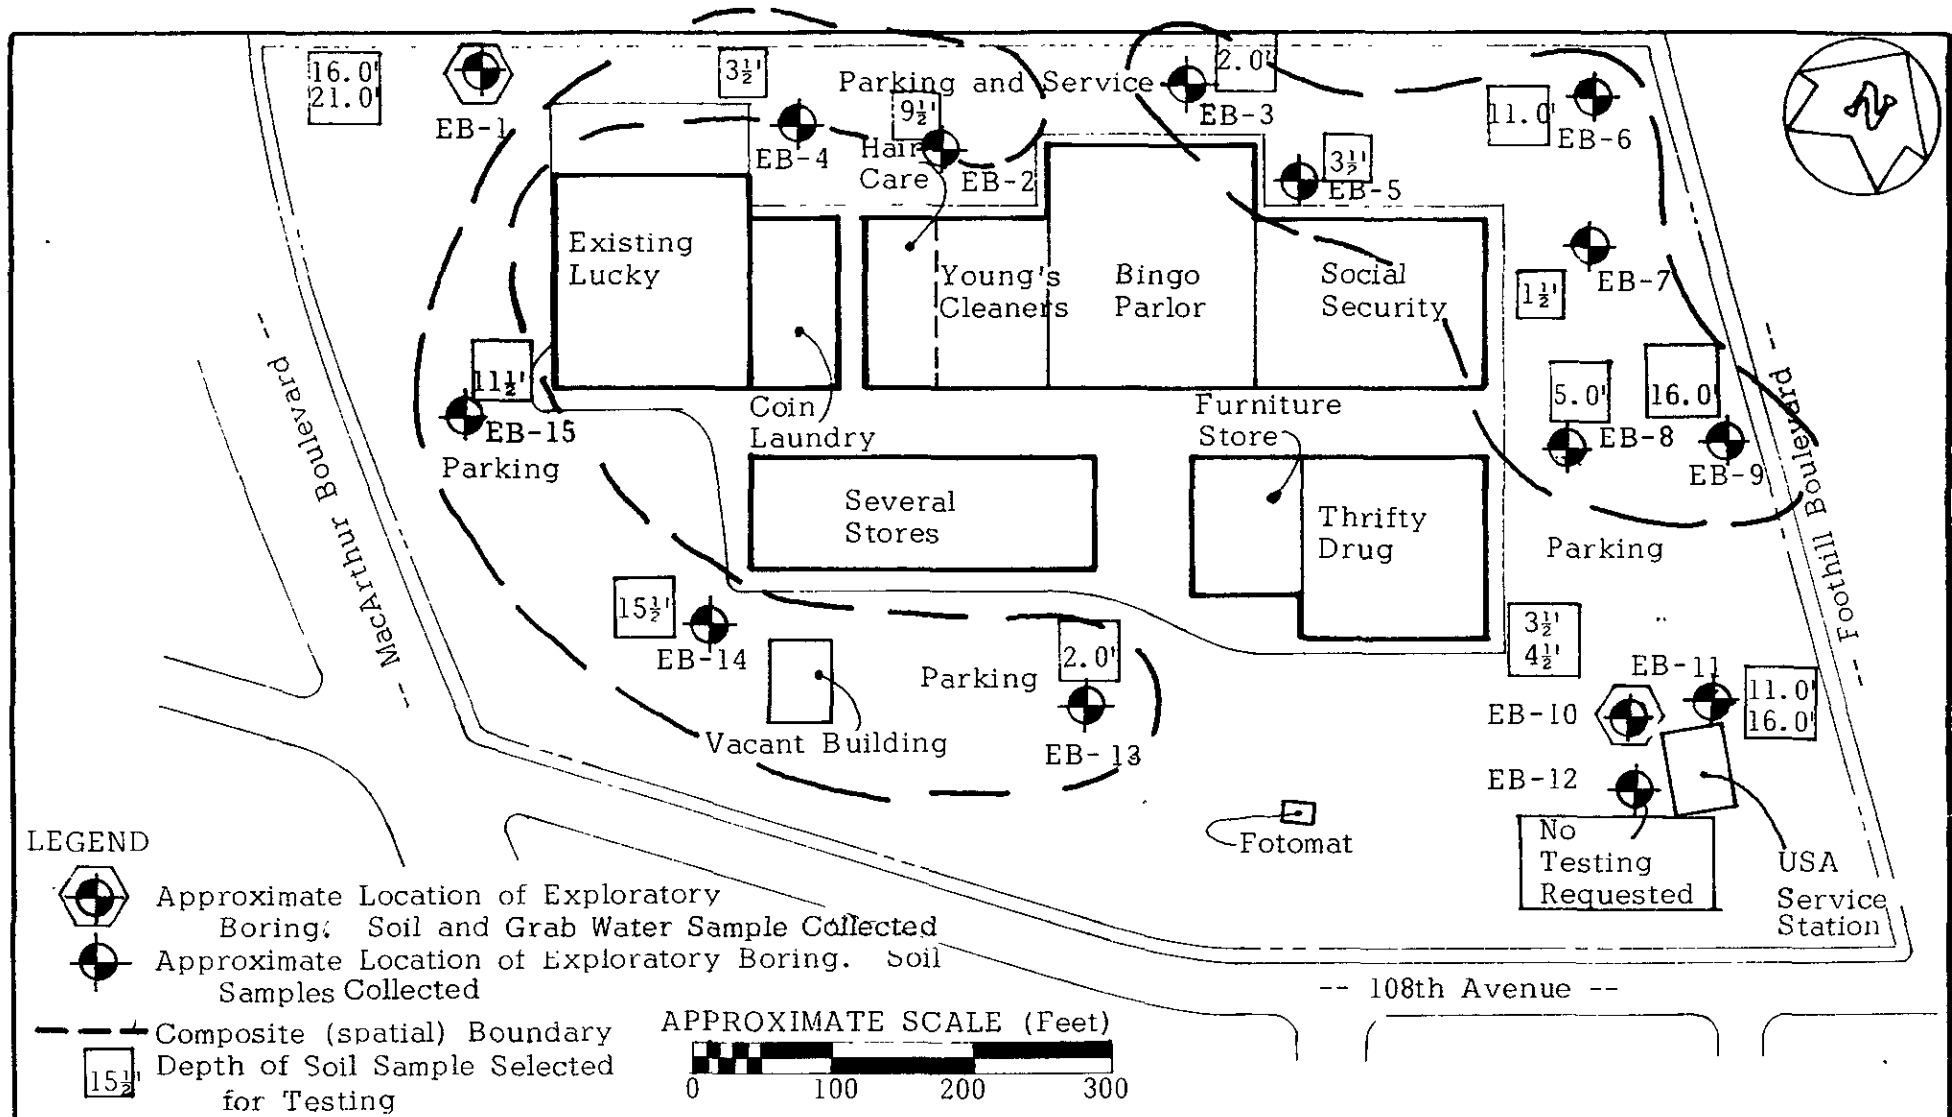 16.0'
21.0'
EB-1
3½'
Parking and Service
9½'
EB-4
Hair
Care
EB-2
2.0'
EB-3
11.0'
EB-6
3½'
EB-5
N
Existing
Lucky
Young's
Cleaners
Bingo
Parlor
Social
Security
EB-7
1½'
11½'
EB-15
Parking
Coin
Laundry
Furniture
Store
5.0'
16.0'
EB-8
EB-9
-- MacArthur Boulevard --
-- Foothill Boulevard --
Several
Stores
Thrifty
Drug
Parking
15½'
EB-14
Parking
2.0'
EB-13
Vacant Building
3½'
4½'
EB-11
11.0'
16.0'
EB-10
EB-12
Fotomat
No
Testing
Requested
USA
Service
Station
-- 108th Avenue --
LEGEND
Approximate Location of Exploratory
Boring. Soil and Grab Water Sample Collected
Approximate Location of Exploratory Boring. Soil
Samples Collected
Composite (spatial) Boundary
15½'
Depth of Soil Sample Selected
for Testing
APPROXIMATE SCALE (Feet)
0 100 200 300